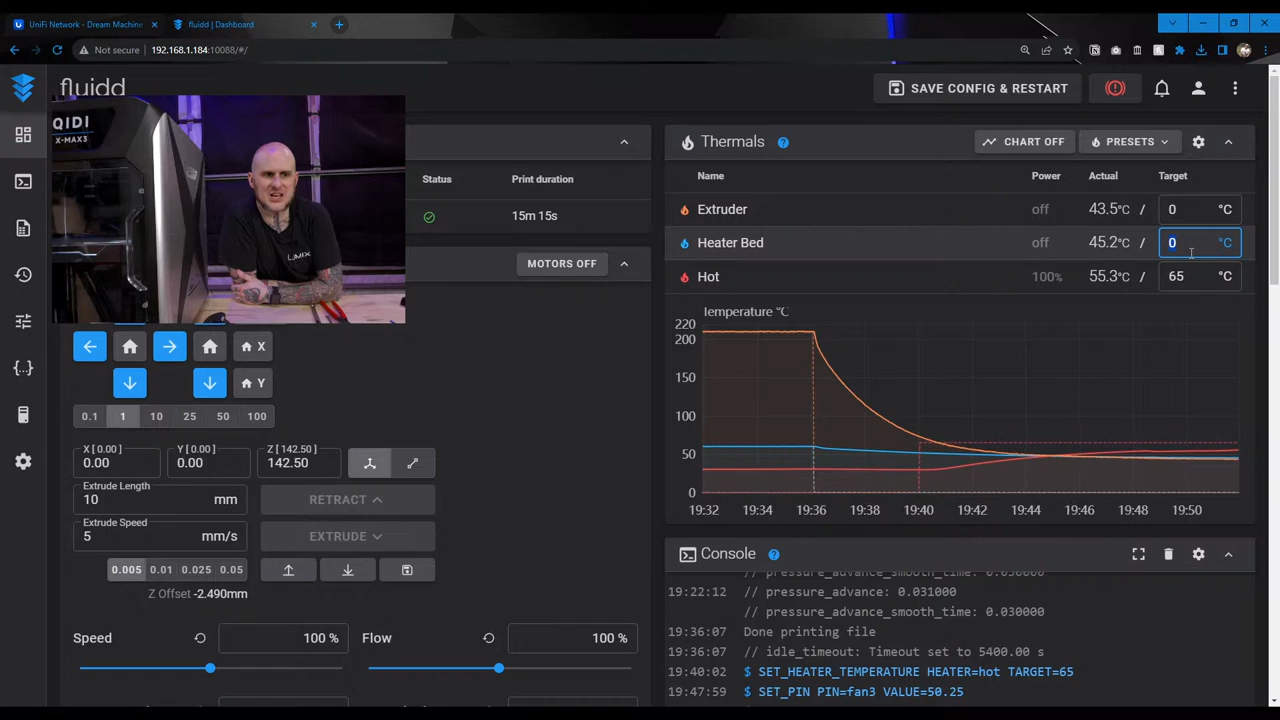 UniFi Network - Dream Machine
fluidd | Dashboard
Not secure
192.168.1.184:10088/#/
fluidd
SAVE CONFIG & RESTART
QIDI
X-MAX3
LUMIX
Status
Print duration
15m 15s
MOTORS OFF
X
Y
0.1
1
10
25
50
100
X [ 0.00 ]
Y [ 0.00 ]
Z [ 142.50 ]
0.00
0.00
142.50
Extrude Length
10
mm
RETRACT
Extrude Speed
5
mm/s
EXTRUDE
0.005
0.01
0.025
0.05
Z Offset -2.490mm
Speed
100 %
Flow
100 %
Thermals
CHART OFF
PRESETS
Name
Power
Actual
Target
Extruder
off
43.5°C /
0
°C
Heater Bed
off
45.2°C /
0
°C
Hot
100%
55.3°C /
65
°C
Temperature °C
220
200
150
100
50
0
19:32
19:34
19:36
19:38
19:40
19:42
19:44
19:46
19:48
19:50
Console
// pressure_advance_smooth_time: 0.030000
19:22:12 // pressure_advance: 0.031000
// pressure_advance_smooth_time: 0.030000
19:36:07 Done printing file
19:36:07 // idle_timeout: Timeout set to 5400.00 s
19:40:02 $ SET_HEATER_TEMPERATURE HEATER=hot TARGET=65
19:47:59 $ SET_PIN PIN=fan3 VALUE=50.25